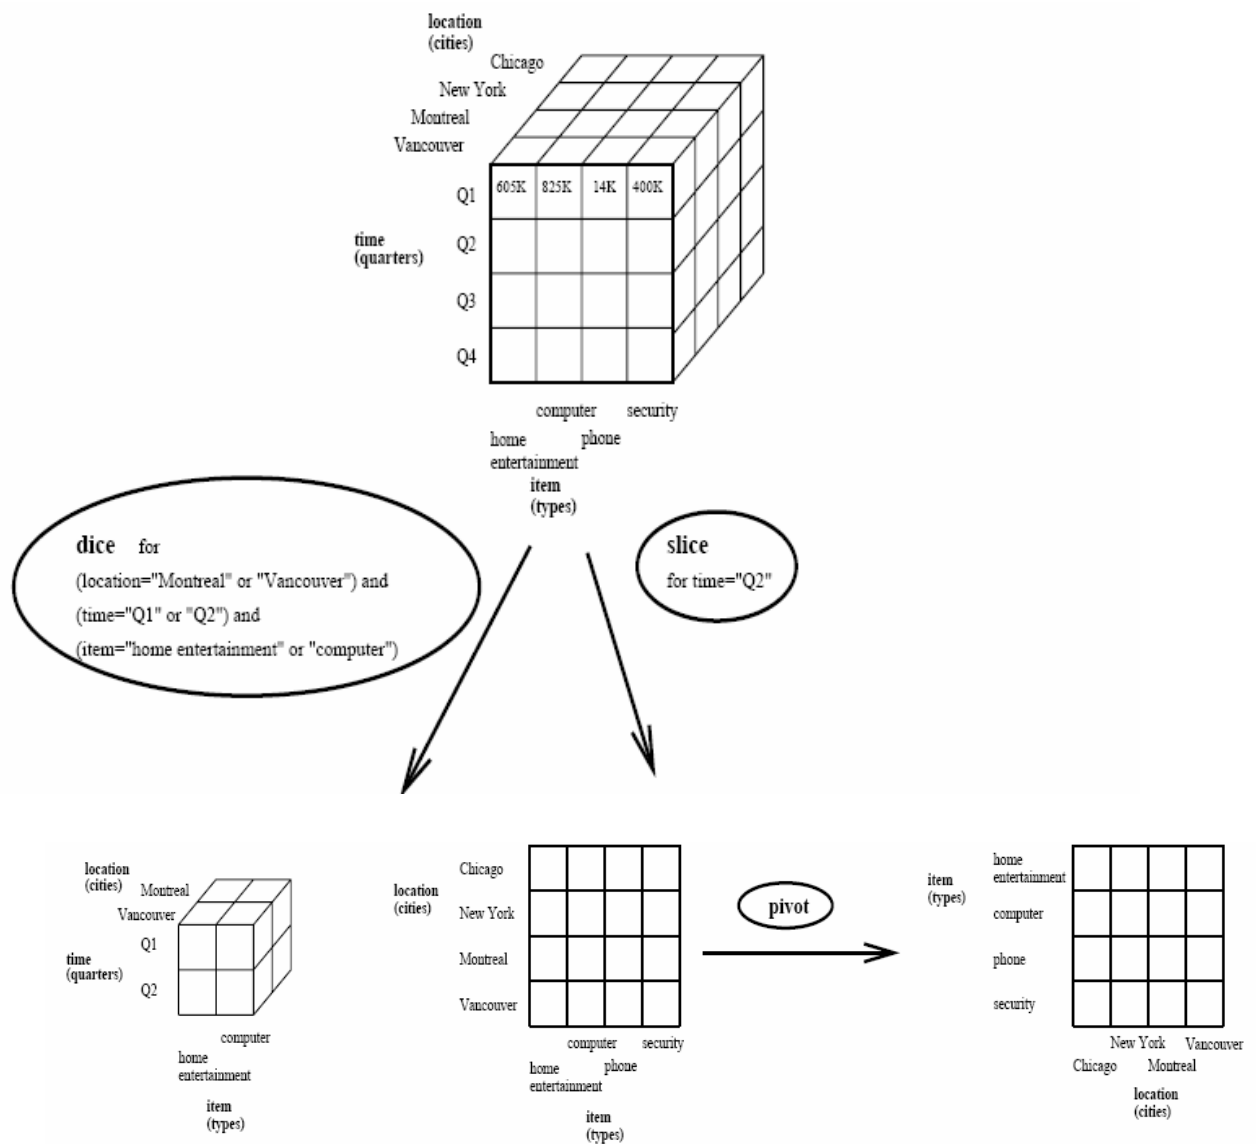 location
(cities)
Chicago
New York
Montreal
Vancouver
Q1
605K 825K 14K 400K
time
(quarters)
Q2
Q3
Q4
computer security
home phone
entertainment
item
(types)
dice for
(location="Montreal" or "Vancouver") and
(time="Q1" or "Q2") and
(item="home entertainment" or "computer")
slice
for time="Q2"
location
(cities)
Montreal
Vancouver
Q1
time
(quarters)
Q2
computer
home
entertainment
item
(types)
location
(cities)
Chicago
New York
Montreal
Vancouver
computer security
home phone
entertainment
item
(types)
pivot
item
(types)
home
entertainment
computer
phone
security
New York Vancouver
Chicago Montreal
location
(cities)